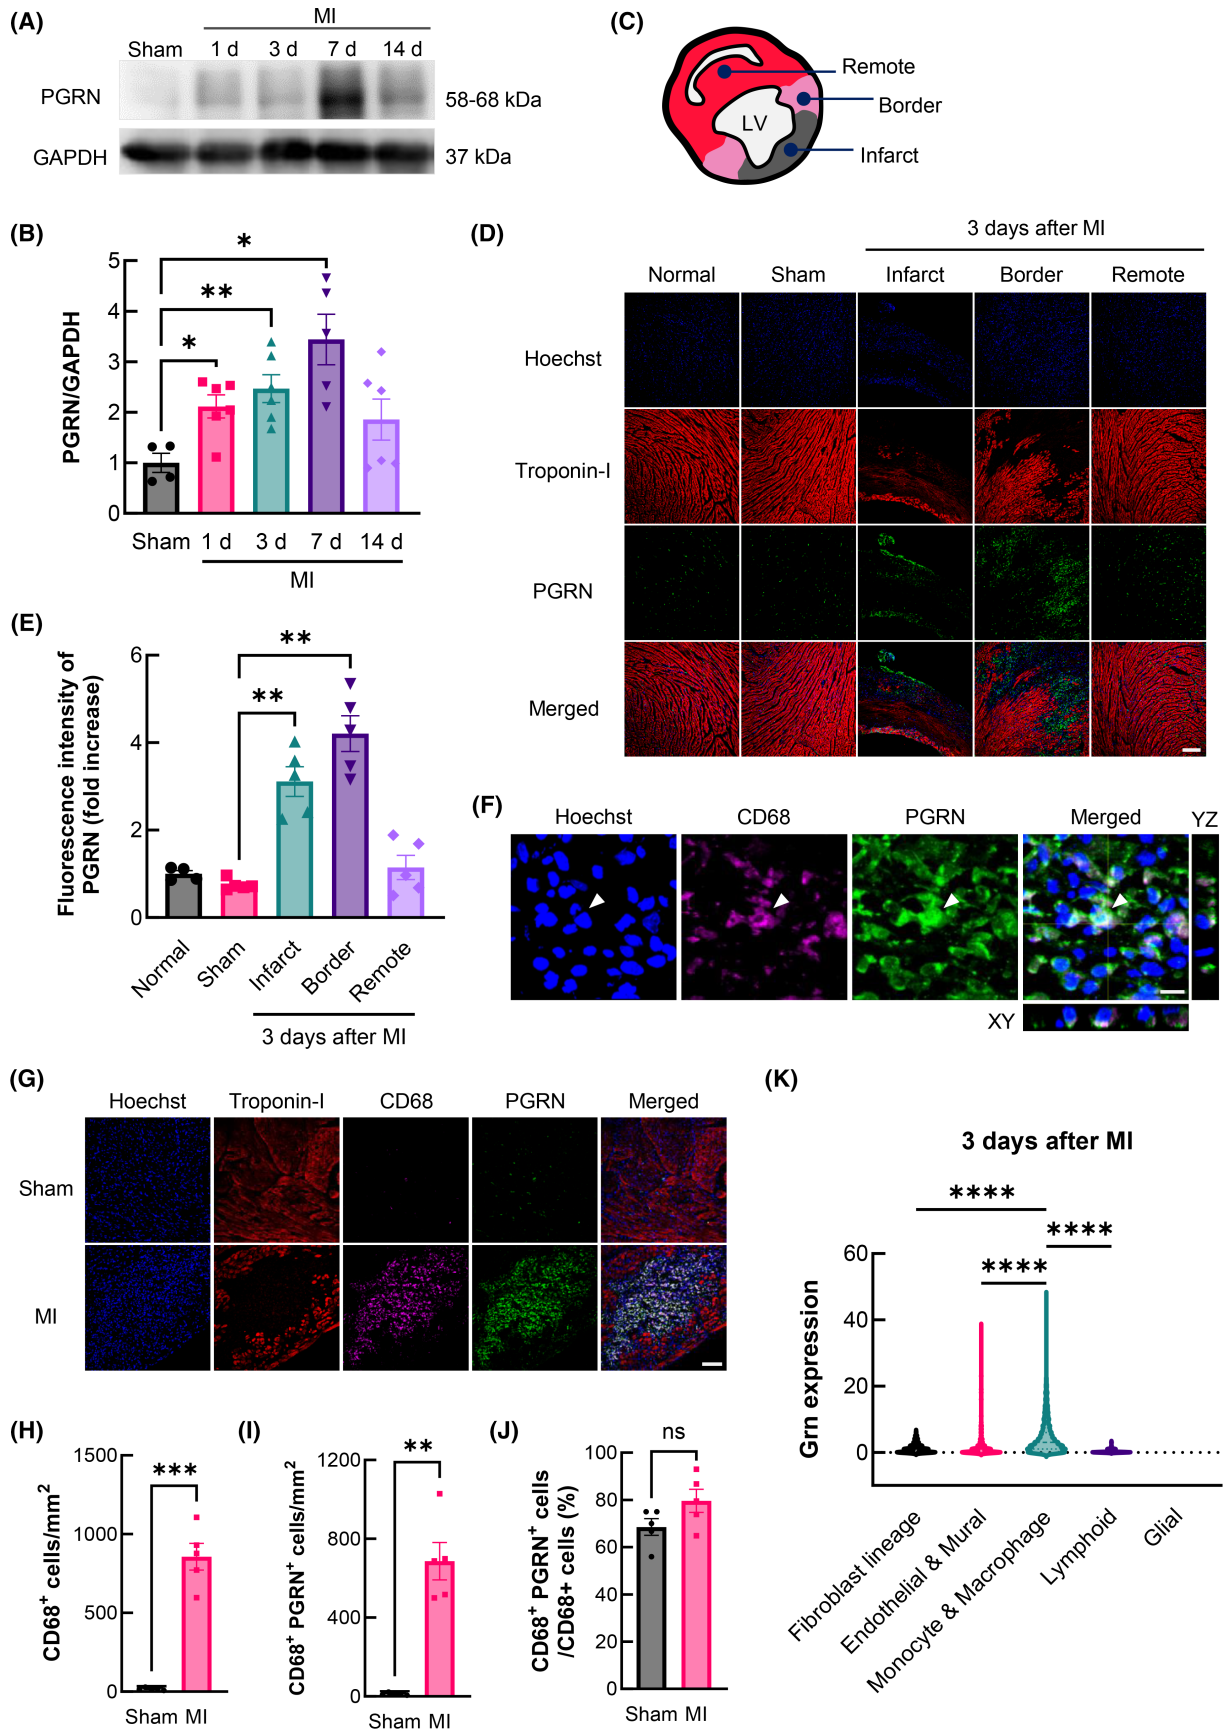 (A)
MI
Sham 1 d 3 d 7 d 14 d
PGRN 58-68 kDa
GAPDH 37 kDa
(B)
*
**
*
PGRN/GAPDH
5
4
3
2
1
0
Sham 1 d 3 d 7 d 14 d
MI
(C)
Remote
Border
LV
Infarct
(D)
3 days after MI
Normal Sham Infarct Border Remote
Hoechst
Troponin-I
PGRN
Merged
(E)
**
**
Fluorescence intensity of
PGRN (fold increase)
6
4
2
0
Normal Sham Infarct Border Remote
3 days after MI
(F)
Hoechst CD68 PGRN Merged YZ
XY
(G)
Hoechst Troponin-I CD68 PGRN Merged
Sham
MI
(H)
***
CD68⁺ cells/mm²
1500
1000
500
0
Sham MI
(I)
**
CD68⁺ PGRN⁺ cells/mm²
1200
800
400
0
Sham MI
(J)
ns
CD68⁺ PGRN⁺ cells
/CD68+ cells (%)
100
80
60
40
20
0
Sham MI
(K)
3 days after MI
****
****
****
Grn expression
60
40
20
0
Fibroblast lineage
Endothelial & Mural
Monocyte & Macrophage
Lymphoid
Glial